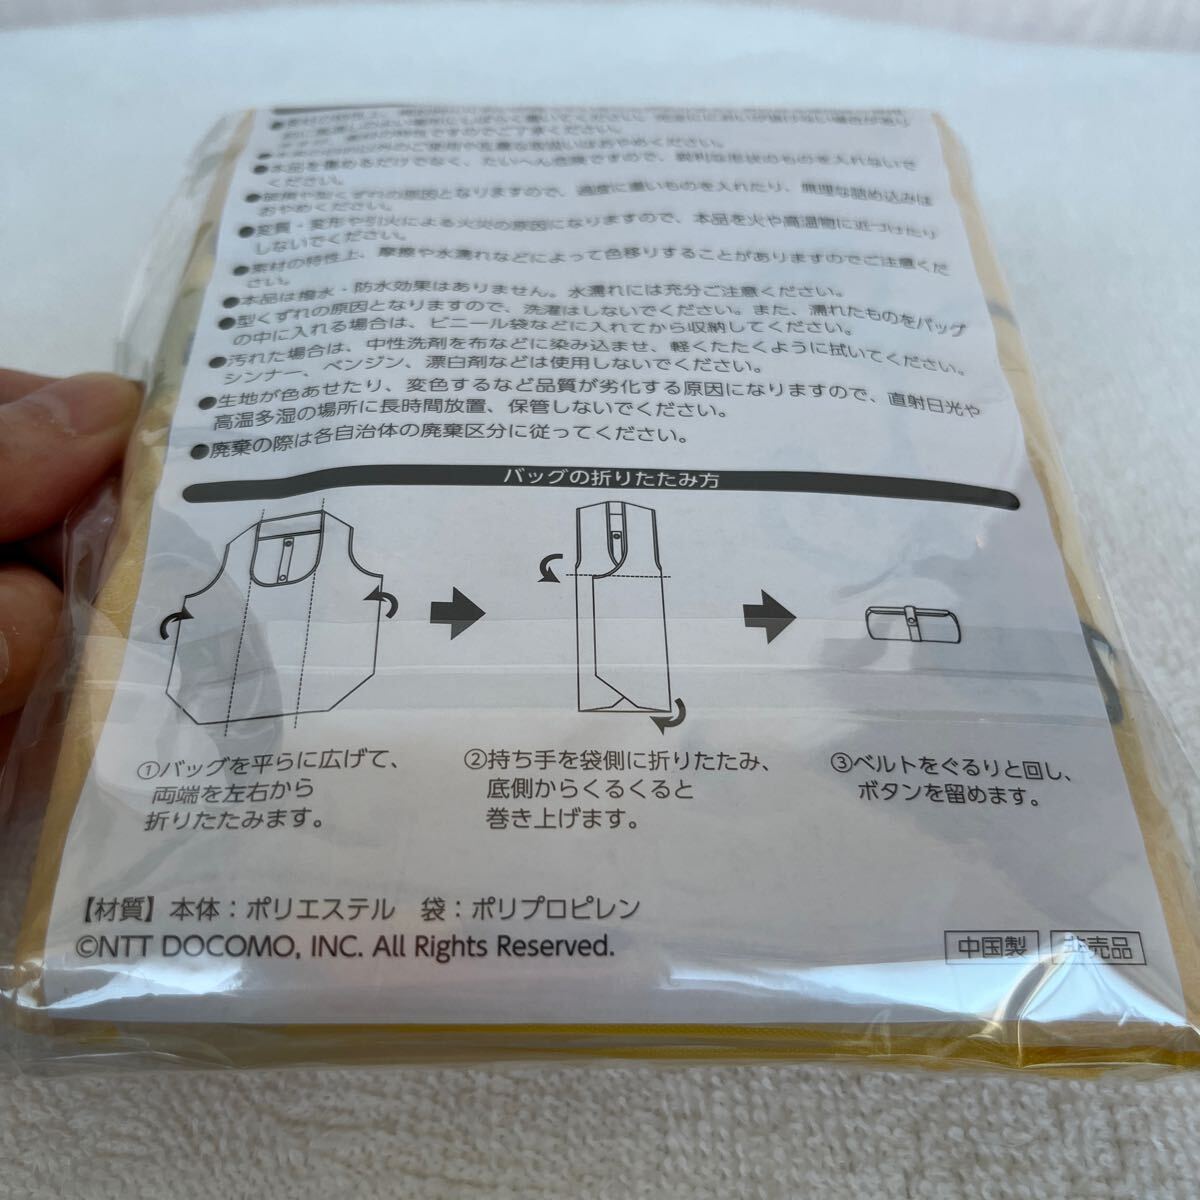 ●本品を傷めるだけでなく、たいへん危険ですので、鋭利な形状のものを入れないで
ください。
●破損や型くずれの原因となりますので、過度に重いものを入れたり、無理な詰め込みは
おやめください。
●変質・変形や引火による火災の原因になりますので、本品を火や高温物に近づけたり
しないでください。
●素材の特性上、摩擦や水濡れなどによって色移りすることがありますのでご注意くだ
さい。
●本品は撥水・防水効果はありません。水濡れには充分ご注意ください。
●型くずれの原因となりますので、洗濯はしないでください。また、濡れたものをバッグ
の中に入れる場合は、ビニール袋などに入れてから収納してください。
●汚れた場合は、中性洗剤を布などに染み込ませ、軽くたたくように拭いてください。
シンナー、ベンジン、漂白剤などは使用しないでください。
●生地が色あせたり、変色するなど品質が劣化する原因になりますので、直射日光や
高温多湿の場所に長時間放置、保管しないでください。
●廃棄の際は各自治体の廃棄区分に従ってください。
バッグの折りたたみ方
①バッグを平らに広げて、
両端を左右から
折りたたみます。
②持ち手を袋側に折りたたみ、
底側からくるくると
巻き上げます。
③ベルトをぐるりと回し、
ボタンを留めます。
【材質】本体：ポリエステル 袋：ポリプロピレン
©NTT DOCOMO, INC. All Rights Reserved.
中国製 非売品